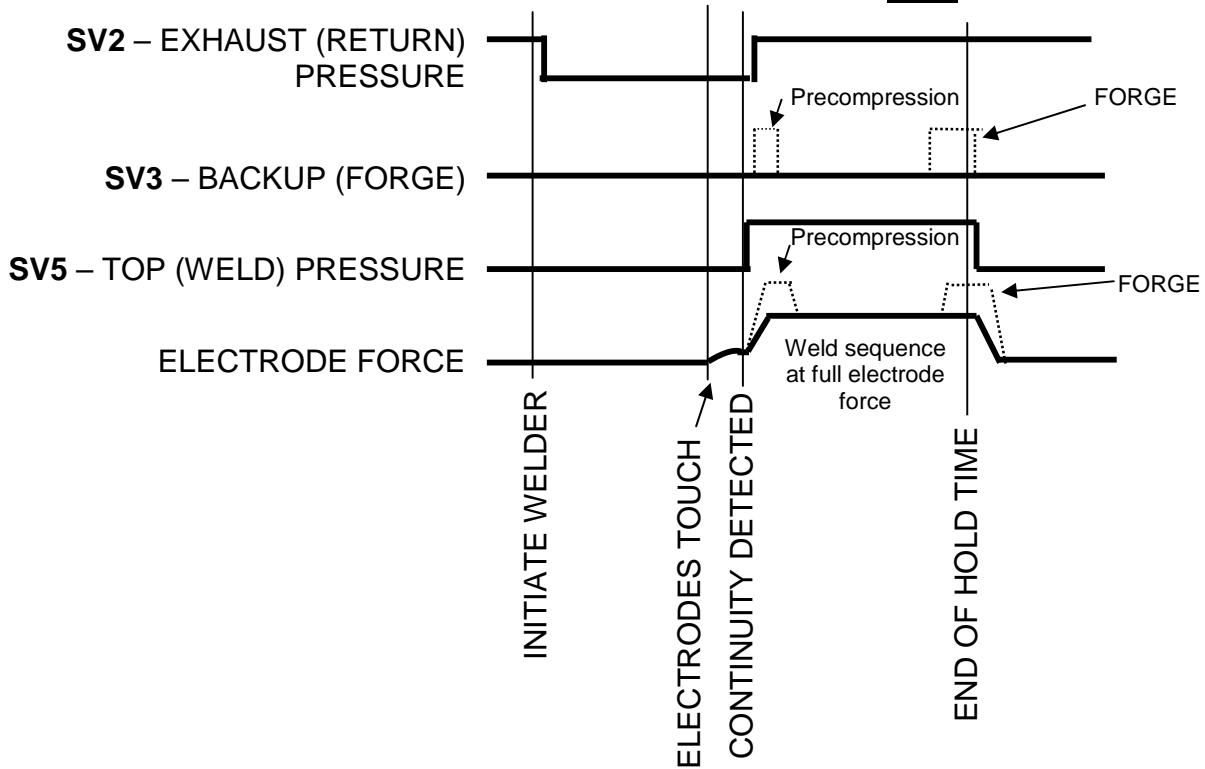 SV2 – EXHAUST (RETURN)
PRESSURE
Precompression
FORGE
SV3 – BACKUP (FORGE)
Precompression
SV5 – TOP (WELD) PRESSURE
FORGE
ELECTRODE FORCE
Weld sequence
at full electrode
force
INITIATE WELDER
ELECTRODES TOUCH
CONTINUITY DETECTED
END OF HOLD TIME